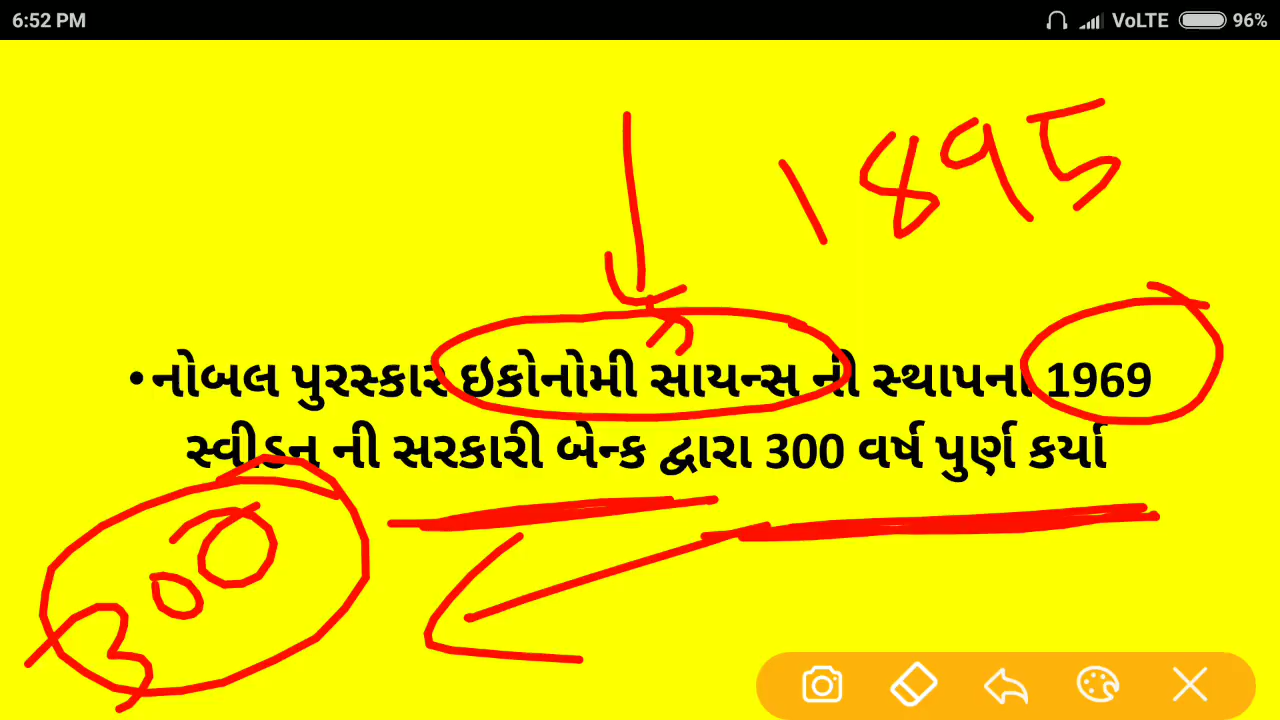 6:52 PM VoLTE 96%
1895
•નોબલ પુરસ્કાર ઇકોનોમી સાયન્સ ની સ્થાપના 1969
સ્વીડન ની સરકારી બેન્ક દ્વારા 300 વર્ષ પુર્ણ કર્યા
300